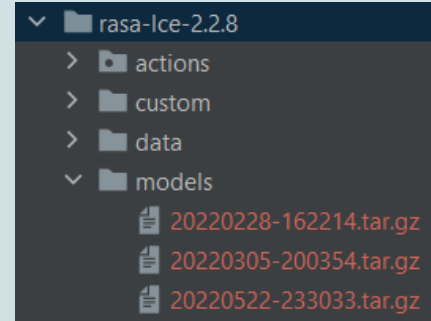 rasa-Ice-2.2.8
actions
custom
data
models
20220228-162214.tar.gz
20220305-200354.tar.gz
20220522-233033.tar.gz